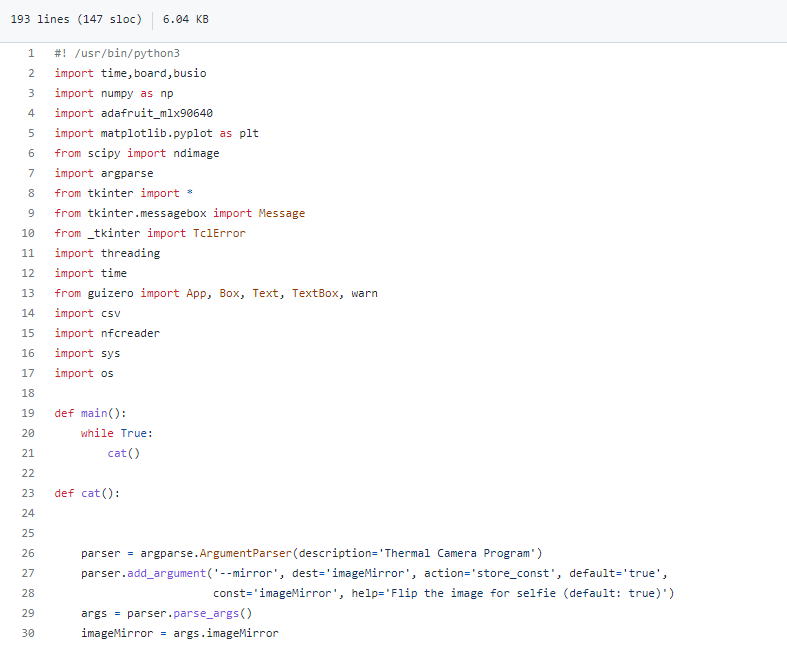 193 lines (147 sloc) 6.04 KB
1 #! /usr/bin/python3
2 import time,board,busio
3 import numpy as np
4 import adafruit_mlx90640
5 import matplotlib.pyplot as plt
6 from scipy import ndimage
7 import argparse
8 from tkinter import *
9 from tkinter.messagebox import Message
10 from _tkinter import TclError
11 import threading
12 import time
13 from guizero import App, Box, Text, TextBox, warn
14 import csv
15 import nfcreader
16 import sys
17 import os
18
19 def main():
20     while True:
21         cat()
22
23 def cat():
24
25
26     parser = argparse.ArgumentParser(description='Thermal Camera Program')
27     parser.add_argument('--mirror', dest='imageMirror', action='store_const', default='true',
28                         const='imageMirror', help='Flip the image for selfie (default: true)')
29     args = parser.parse_args()
30     imageMirror = args.imageMirror